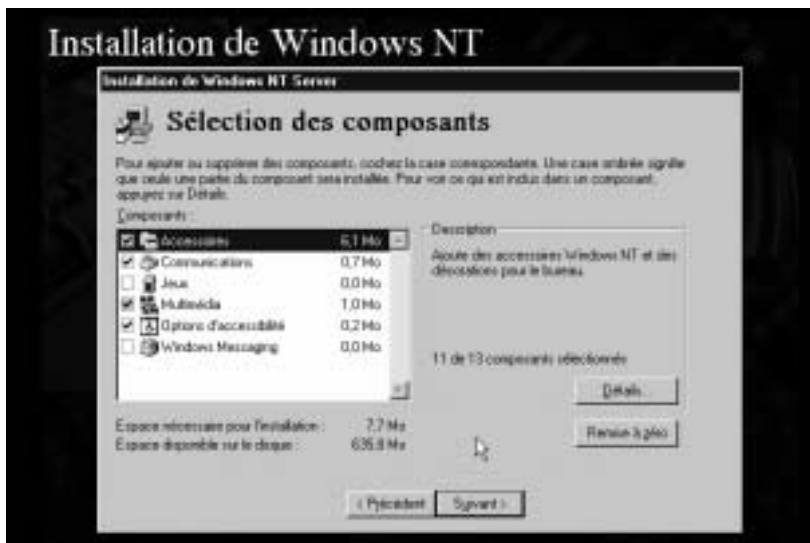 Installation de Windows NT
Installation de Windows NT Server
Sélection des composants
Pour ajouter ou supprimer des composants, cochez la case correspondante. Une case ombrée signifie
que seule une partie du composant sera installée. Pour voir ce qui est inclus dans un composant,
appuyez sur Détails.
Composants :
Accessoires 6,1 Mo
Communications 0,7 Mo
Jeux 0,0 Mo
Multimédia 1,0 Mo
Options d'accessibilité 0,2 Mo
Windows Messaging 0,0 Mo
Description
Ajoute des accessoires Windows NT et des
décorations pour le bureau.
11 de 13 composants sélectionnés
Détails...
Espace nécessaire pour l'installation : 7,7 Mo
Espace disponible sur le disque : 635,8 Mo
Remise à zéro
< Précédent
Suivant >